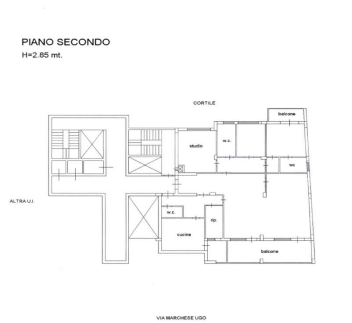 PIANO SECONDO
H=2.85 mt.
CORTILE
balcone
studio
w.c.
wc
ALTRA U.I.
w.c.
rip.
cucina
balcone
VIA MARCHESE UGO